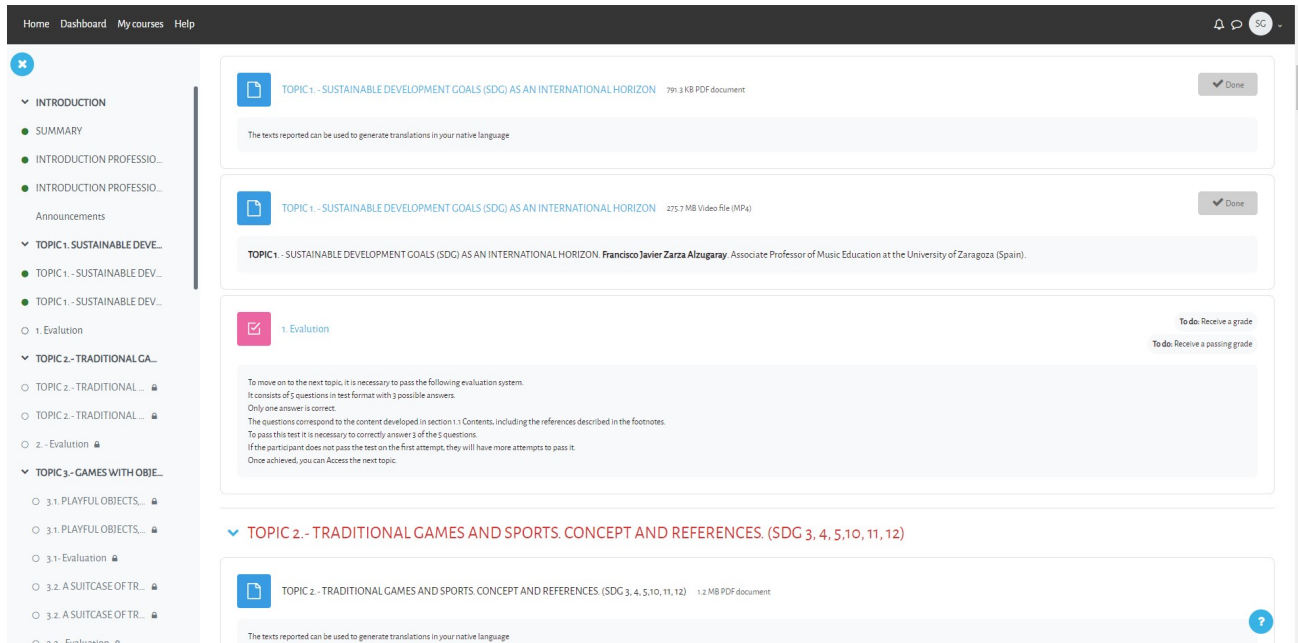 Home Dashboard My courses Help
SG
INTRODUCTION
SUMMARY
INTRODUCTION PROFESSIO...
INTRODUCTION PROFESSIO...
Announcements
TOPIC 1. SUSTAINABLE DEVE...
TOPIC 1. - SUSTAINABLE DEV...
TOPIC 1. - SUSTAINABLE DEV...
1. Evalution
TOPIC 2.- TRADITIONAL GA...
TOPIC 2.- TRADITIONAL ...
TOPIC 2.- TRADITIONAL ...
2. - Evalution
TOPIC 3.- GAMES WITH OBJE...
3.1. PLAYFUL OBJECTS,...
3.1. PLAYFUL OBJECTS,...
3.1- Evaluation
3.2. A SUITCASE OF TR...
3.2. A SUITCASE OF TR...
TOPIC 1. - SUSTAINABLE DEVELOPMENT GOALS (SDG) AS AN INTERNATIONAL HORIZON 791.3 KB PDF document
Done
The texts reported can be used to generate translations in your native language
TOPIC 1. - SUSTAINABLE DEVELOPMENT GOALS (SDG) AS AN INTERNATIONAL HORIZON 275.7 MB Video file (MP4)
Done
TOPIC 1. - SUSTAINABLE DEVELOPMENT GOALS (SDG) AS AN INTERNATIONAL HORIZON. Francisco Javier Zarza Alzugaray. Associate Professor of Music Education at the University of Zaragoza (Spain).
1. Evalution
To do: Receive a grade
To do: Receive a passing grade
To move on to the next topic, it is necessary to pass the following evaluation system.
It consists of 5 questions in test format with 3 possible answers.
Only one answer is correct.
The questions correspond to the content developed in section 1.1 Contents, including the references described in the footnotes.
To pass this test it is necessary to correctly answer 3 of the 5 questions.
If the participant does not pass the test on the first attempt, they will have more attempts to pass it.
Once achieved, you can Access the next topic.
TOPIC 2.- TRADITIONAL GAMES AND SPORTS. CONCEPT AND REFERENCES. (SDG 3, 4, 5,10, 11, 12)
TOPIC 2.- TRADITIONAL GAMES AND SPORTS. CONCEPT AND REFERENCES. (SDG 3, 4, 5,10, 11, 12) 1.2 MB PDF document
The texts reported can be used to generate translations in your native language
?